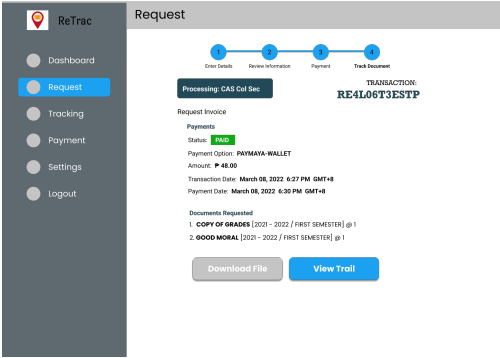 ReTrac
Dashboard
Request
Tracking
Payment
Settings
Logout
Request
1 2 3 4
Enter Details Review Information Payment Track Document
Processing: CAS Col Sec
TRANSACTION:
RE4L06T3ESTP
Request Invoice
Payments
Status: PAID
Payment Option: PAYMAYA-WALLET
Amount: ₱ 48.00
Transaction Date: March 08, 2022 6:27 PM GMT+8
Payment Date: March 08, 2022 6:30 PM GMT+8
Documents Requested
1. COPY OF GRADES [2021 - 2022 / FIRST SEMESTER] @ 1
2. GOOD MORAL [2021 - 2022 / FIRST SEMESTER] @ 1
Download File View Trail